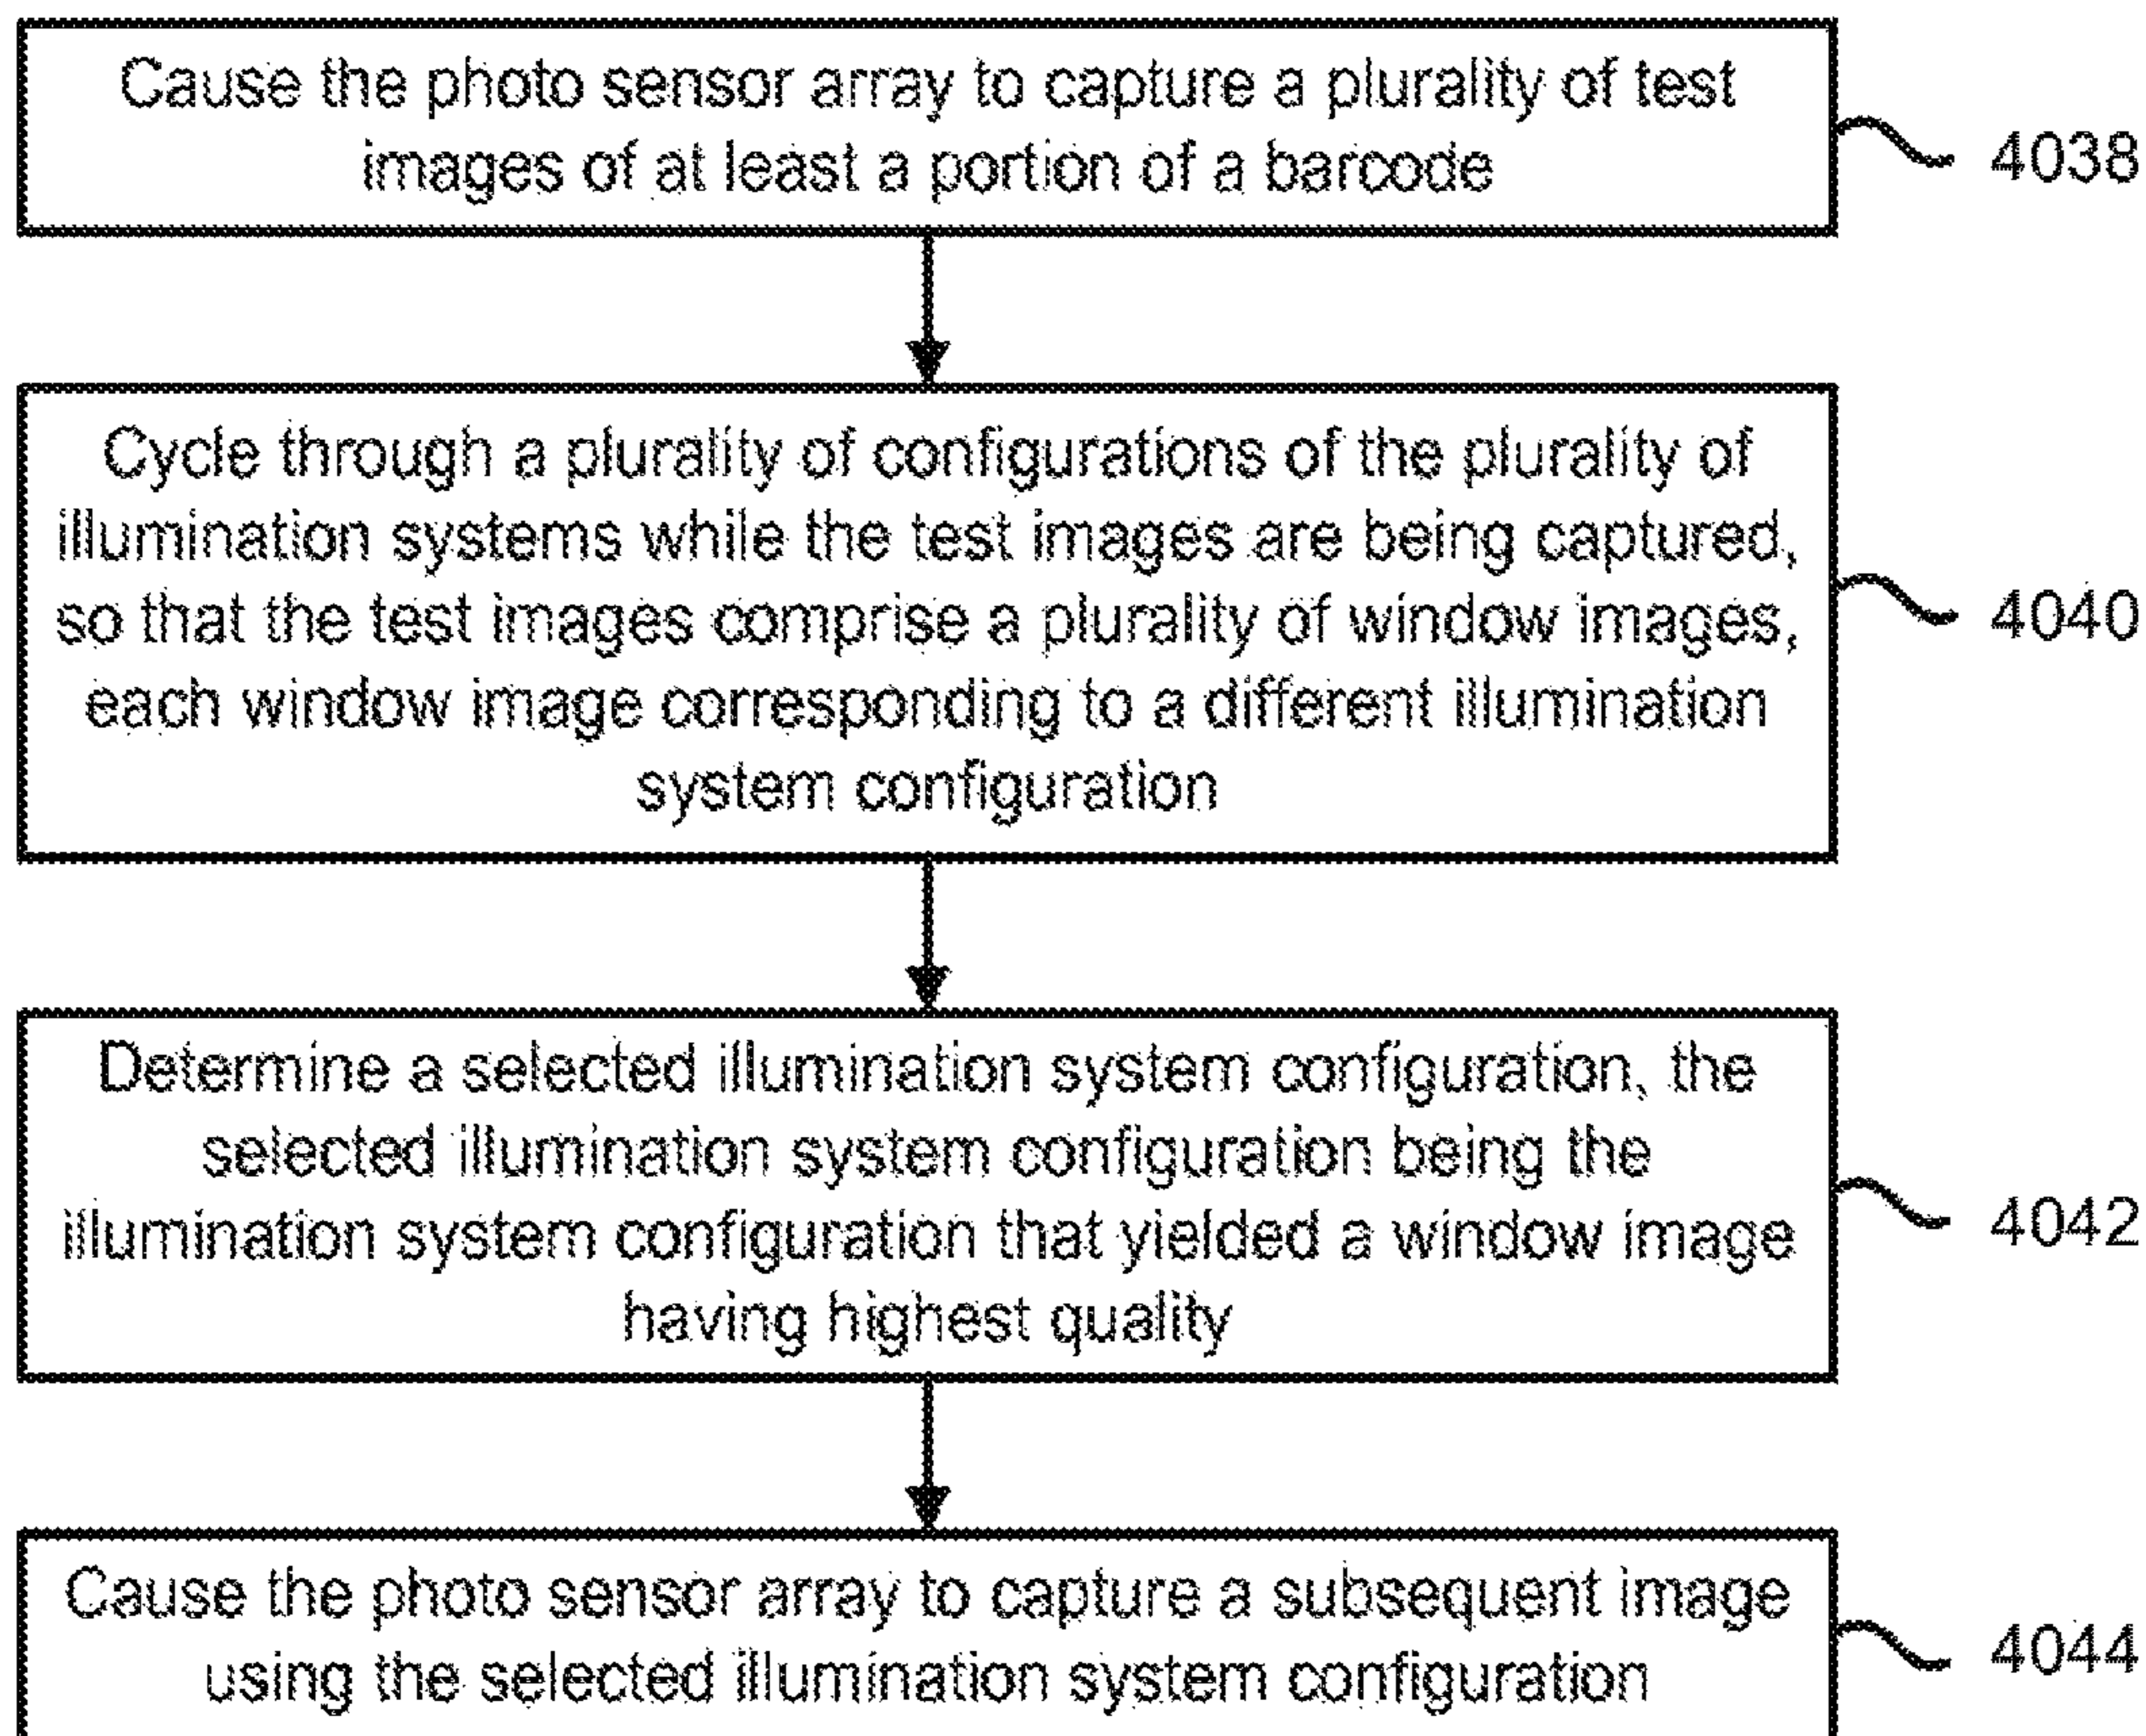 Cause the photo sensor array to capture a plurality of test
images of at least a portion of a barcode
4038
Cycle through a plurality of configurations of the plurality of
illumination systems while the test images are being captured,
so that the test images comprise a plurality of window images,
each window image corresponding to a different illumination
system configuration
4040
Determine a selected illumination system configuration, the
selected illumination system configuration being the
illumination system configuration that yielded a window image
having highest quality
4042
Cause the photo sensor array to capture a subsequent image
using the selected illumination system configuration
4044